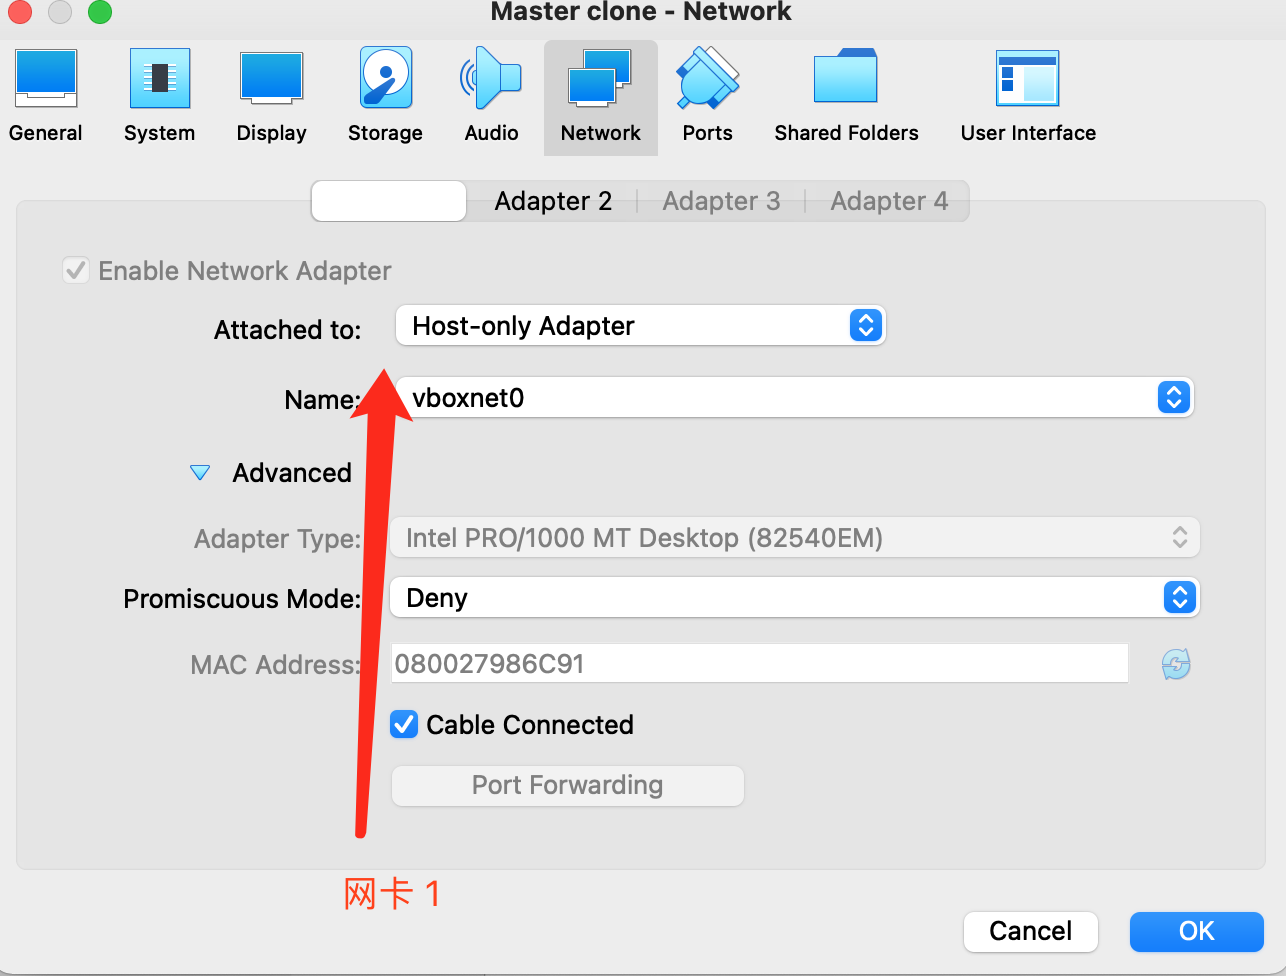 Master clone - Network
General System Display Storage Audio Network Ports Shared Folders User Interface
Adapter 2 Adapter 3 Adapter 4
Enable Network Adapter
Attached to: Host-only Adapter
Name: vboxnet0
Advanced
Adapter Type: Intel PRO/1000 MT Desktop (82540EM)
Promiscuous Mode: Deny
MAC Address: 080027986C91
Cable Connected
Port Forwarding
网卡 1
Cancel OK